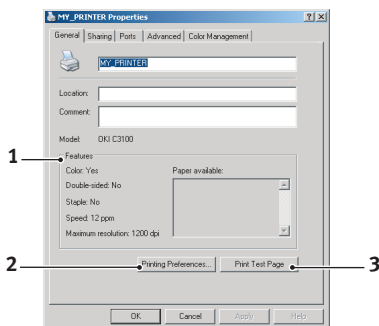 MY_PRINTER Properties
General Sharing Ports Advanced Color Management
MY_PRINTER
Location:
Comment:
Model: OKI C3100
1
Features
Color: Yes Paper available:
Double-sided: No
Staple: No
Speed: 12 ppm
Maximum resolution: 1200 dpi
2 Printing Preferences... Print Test Page 3
OK Cancel Apply Help